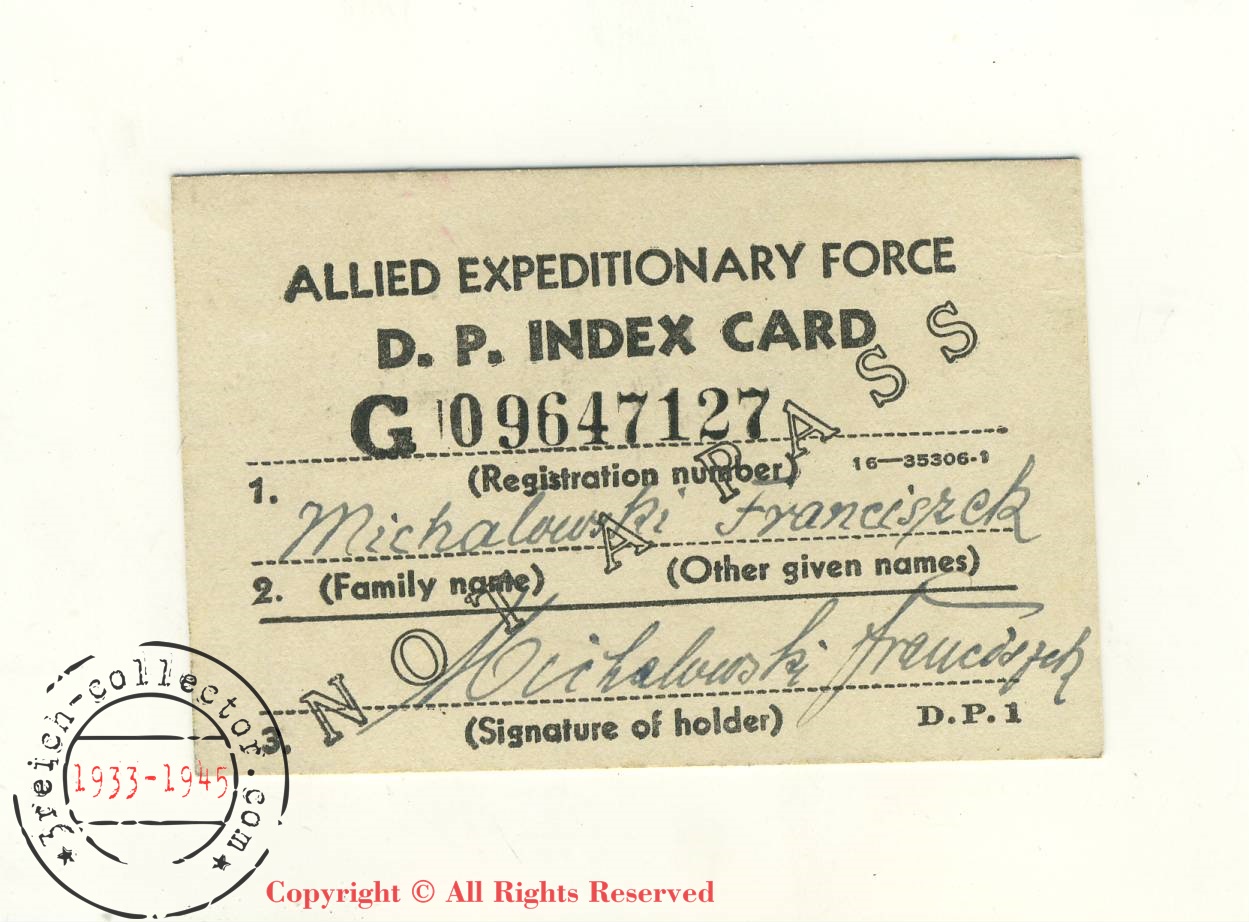 ALLIED EXPEDITIONARY FORCE
D. P. INDEX CARD
G 09647127
(Registration number) 16—35306-1
1.
Michalowski Franciszek
2. (Family name) (Other given names)
Michalowski Franciszek
3. (Signature of holder) D.P.1
NOT A PASS
3reich-collector.com
1933-1945
Copyright © All Rights Reserved